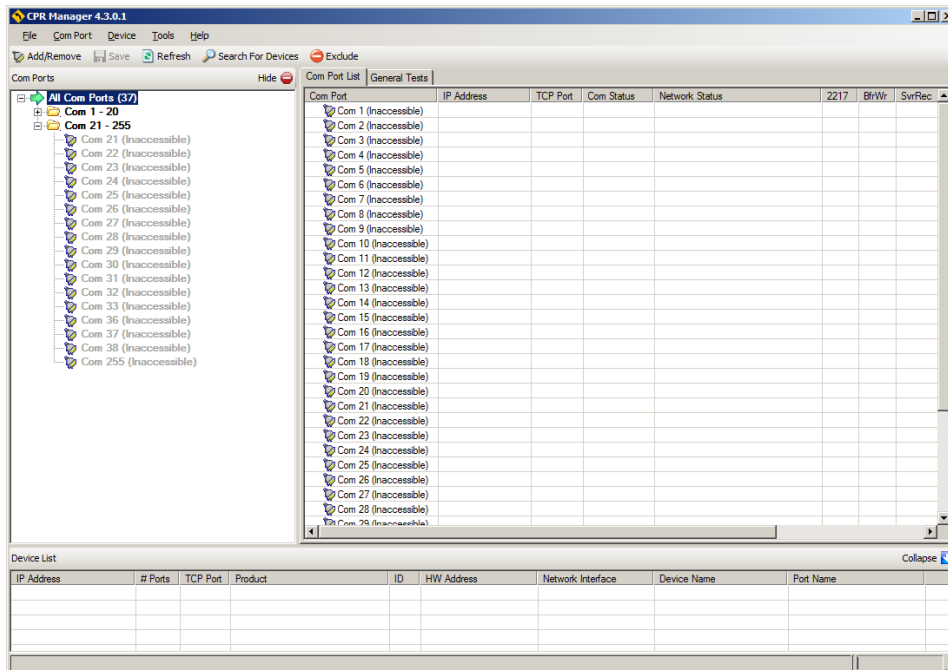 CPR Manager 4.3.0.1
File Com Port Device Tools Help
Add/Remove Save Refresh Search For Devices Exclude
Com Ports Hide
All Com Ports (37)
Com 1 - 20
Com 21 - 255
Com 21 (Inaccessible)
Com 22 (Inaccessible)
Com 23 (Inaccessible)
Com 24 (Inaccessible)
Com 25 (Inaccessible)
Com 26 (Inaccessible)
Com 27 (Inaccessible)
Com 28 (Inaccessible)
Com 29 (Inaccessible)
Com 30 (Inaccessible)
Com 31 (Inaccessible)
Com 32 (Inaccessible)
Com 33 (Inaccessible)
Com 36 (Inaccessible)
Com 37 (Inaccessible)
Com 38 (Inaccessible)
Com 255 (Inaccessible)
Com Port List General Tests
Com Port IP Address TCP Port Com Status Network Status 2217 BfrWr SvrRec
Com 1 (Inaccessible)
Com 2 (Inaccessible)
Com 3 (Inaccessible)
Com 4 (Inaccessible)
Com 5 (Inaccessible)
Com 6 (Inaccessible)
Com 7 (Inaccessible)
Com 8 (Inaccessible)
Com 9 (Inaccessible)
Com 10 (Inaccessible)
Com 11 (Inaccessible)
Com 12 (Inaccessible)
Com 13 (Inaccessible)
Com 14 (Inaccessible)
Com 15 (Inaccessible)
Com 16 (Inaccessible)
Com 17 (Inaccessible)
Com 18 (Inaccessible)
Com 19 (Inaccessible)
Com 20 (Inaccessible)
Com 21 (Inaccessible)
Com 22 (Inaccessible)
Com 23 (Inaccessible)
Com 24 (Inaccessible)
Com 25 (Inaccessible)
Com 26 (Inaccessible)
Com 27 (Inaccessible)
Com 28 (Inaccessible)
Com 29 (Inaccessible)
Device List Collapse
IP Address # Ports TCP Port Product ID HW Address Network Interface Device Name Port Name